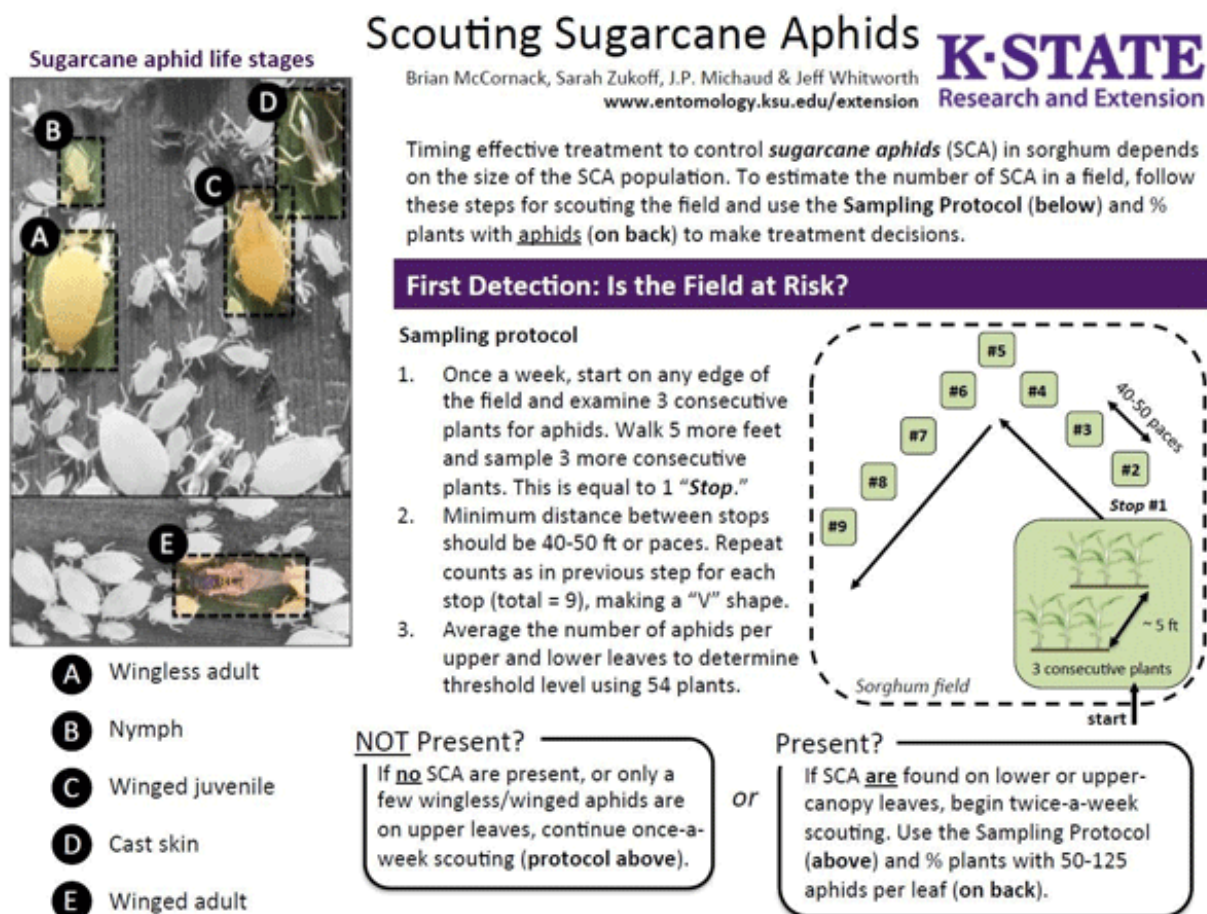 Scouting Sugarcane Aphids
Brian McCornack, Sarah Zukoff, J.P. Michaud & Jeff Whitworth
www.entomology.ksu.edu/extension
K·STATE
Research and Extension
Sugarcane aphid life stages
D
B
C
A
E
A Wingless adult
B Nymph
C Winged juvenile
D Cast skin
E Winged adult
Timing effective treatment to control sugarcane aphids (SCA) in sorghum depends
on the size of the SCA population. To estimate the number of SCA in a field, follow
these steps for scouting the field and use the Sampling Protocol (below) and %
plants with aphids (on back) to make treatment decisions.
First Detection: Is the Field at Risk?
Sampling protocol
1. Once a week, start on any edge of
the field and examine 3 consecutive
plants for aphids. Walk 5 more feet
and sample 3 more consecutive
plants. This is equal to 1 “Stop.”
2. Minimum distance between stops
should be 40-50 ft or paces. Repeat
counts as in previous step for each
stop (total = 9), making a “V” shape.
3. Average the number of aphids per
upper and lower leaves to determine
threshold level using 54 plants.
#5
#6
#4
40-50 paces
#7
#3
#8
#2
#9
Stop #1
~ 5 ft
3 consecutive plants
Sorghum field
start
NOT Present?
If no SCA are present, or only a
few wingless/winged aphids are
on upper leaves, continue once-a-
week scouting (protocol above).
or
Present?
If SCA are found on lower or upper-
canopy leaves, begin twice-a-week
scouting. Use the Sampling Protocol
(above) and % plants with 50-125
aphids per leaf (on back).